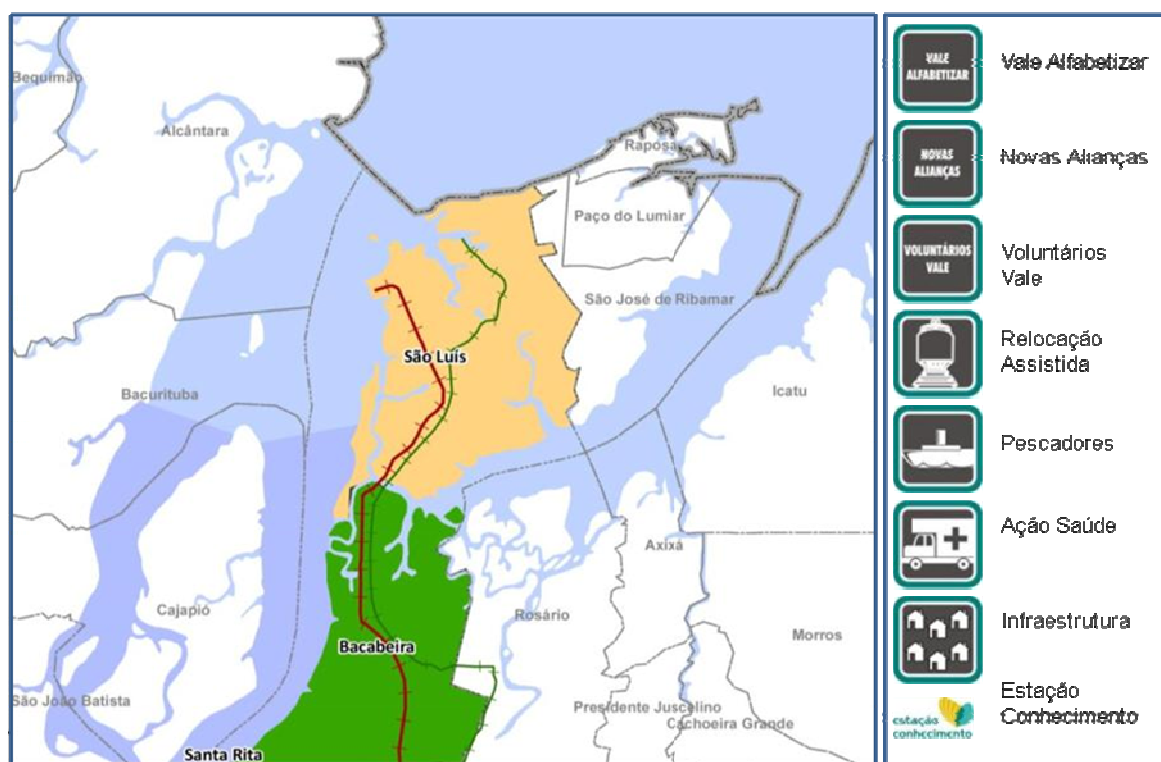 Bequimão
Alcântara
Raposa
Paço do Lumiar
São José de Ribamar
São Luís
Bacurituba
Icatu
Axixá
Cajapió
Rosário
Bacabeira
Morros
São João Batista
Presidente Juscelino
Cachoeira Grande
Santa Rita
VALE
ALFABETIZAR
Vale Alfabetizar
NOVAS
ALIANÇAS
Novas Alianças
VOLUNTÁRIOS
VALE
Voluntários
Vale
Relocação
Assistida
Pescadores
Ação Saúde
Infraestrutura
estação
conhecimento
Estação
Conhecimento